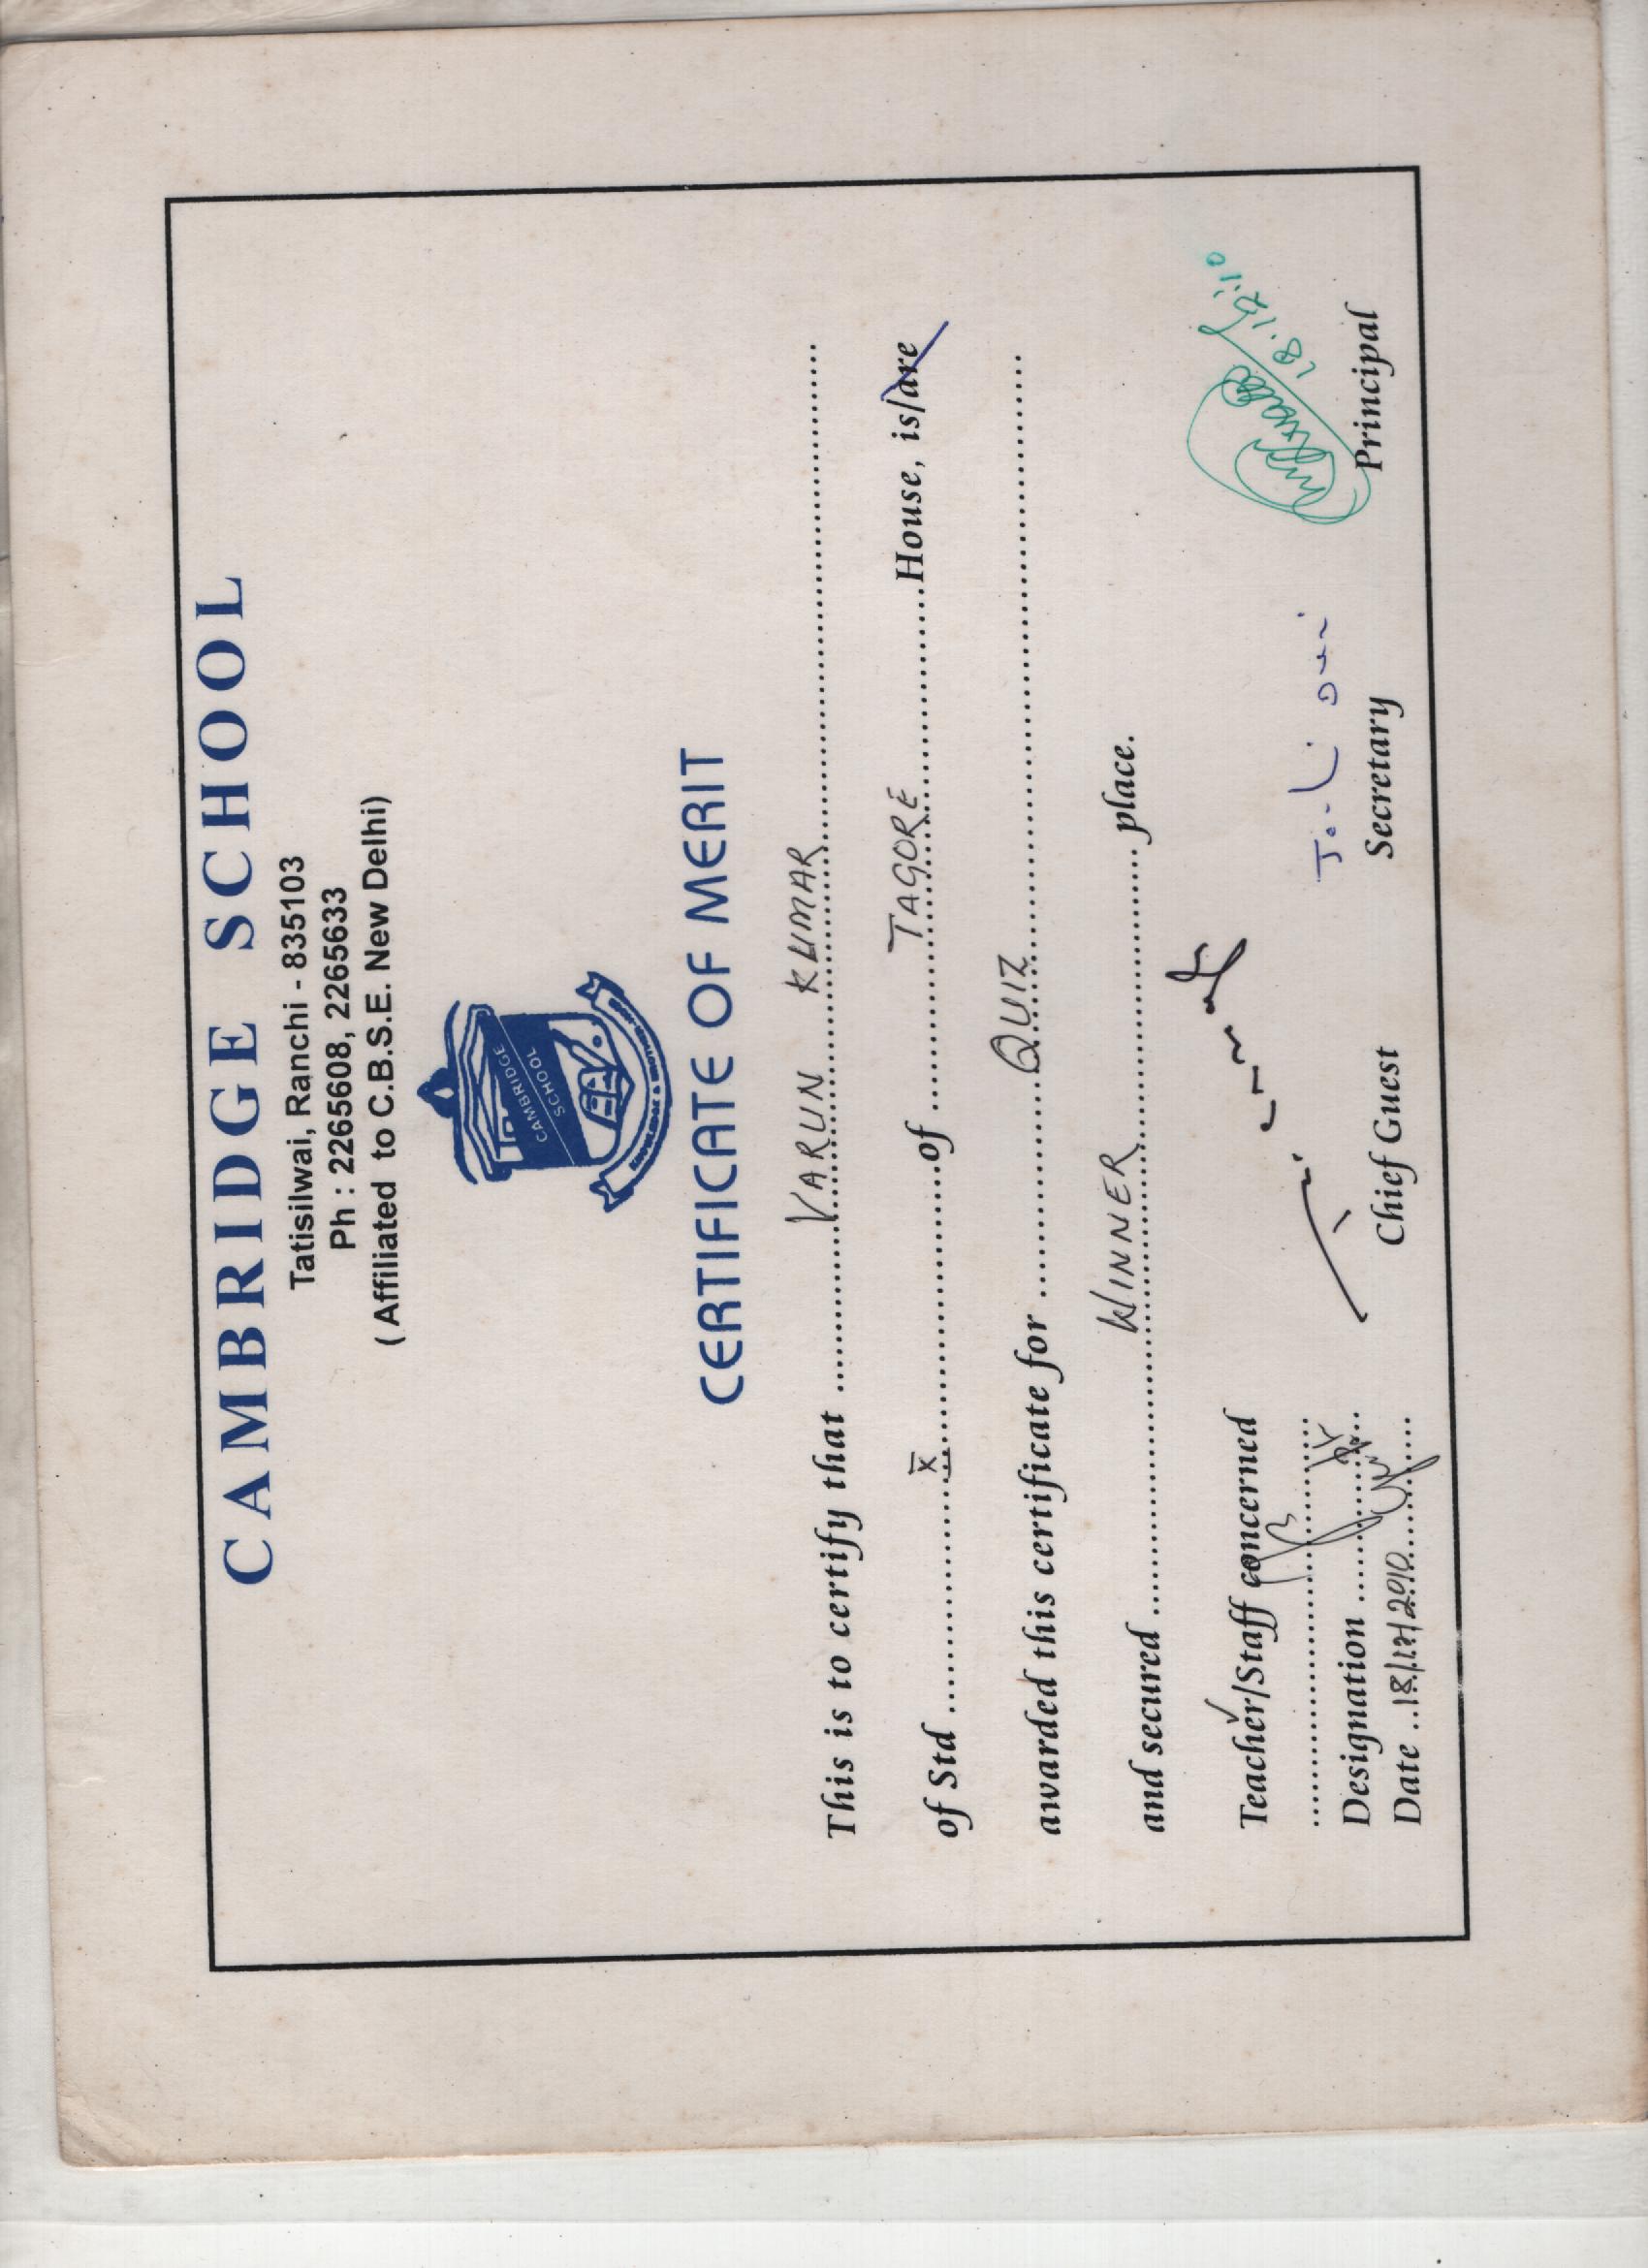 CAMBRIDGE SCHOOL
Tatisilwai, Ranchi - 835103
Ph : 2265608, 2265633
( Affiliated to C.B.S.E. New Delhi)
CAMBRIDGE
SCHOOL
CERTIFICATE OF MERIT
This is to certify that VARUN KUMAR
of Std X of TAGORE House, is/are
awarded this certificate for QUIZ
and secured WINNER place.
Teacher/Staff concerned
Designation
Date 18/12/2010
Chief Guest
Secretary
18.12.10
Principal